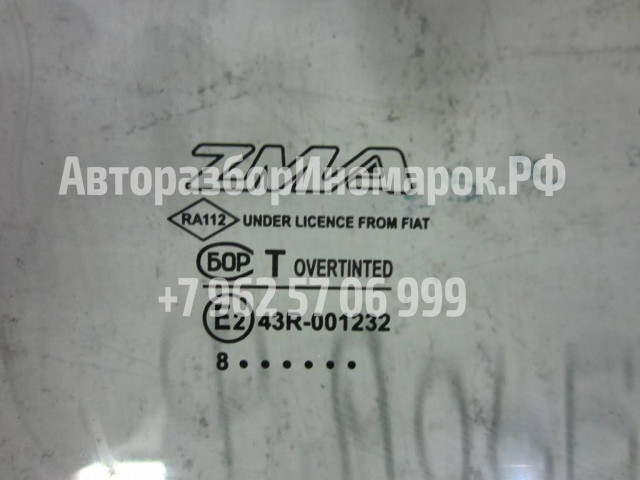 ZMA
АвторазборИномарок.РФ
RA112 UNDER LICENCE FROM FIAT
БОР T OVERTINTED
+7 962 57 06 999
E2 43R-001232
8 . . . . . .